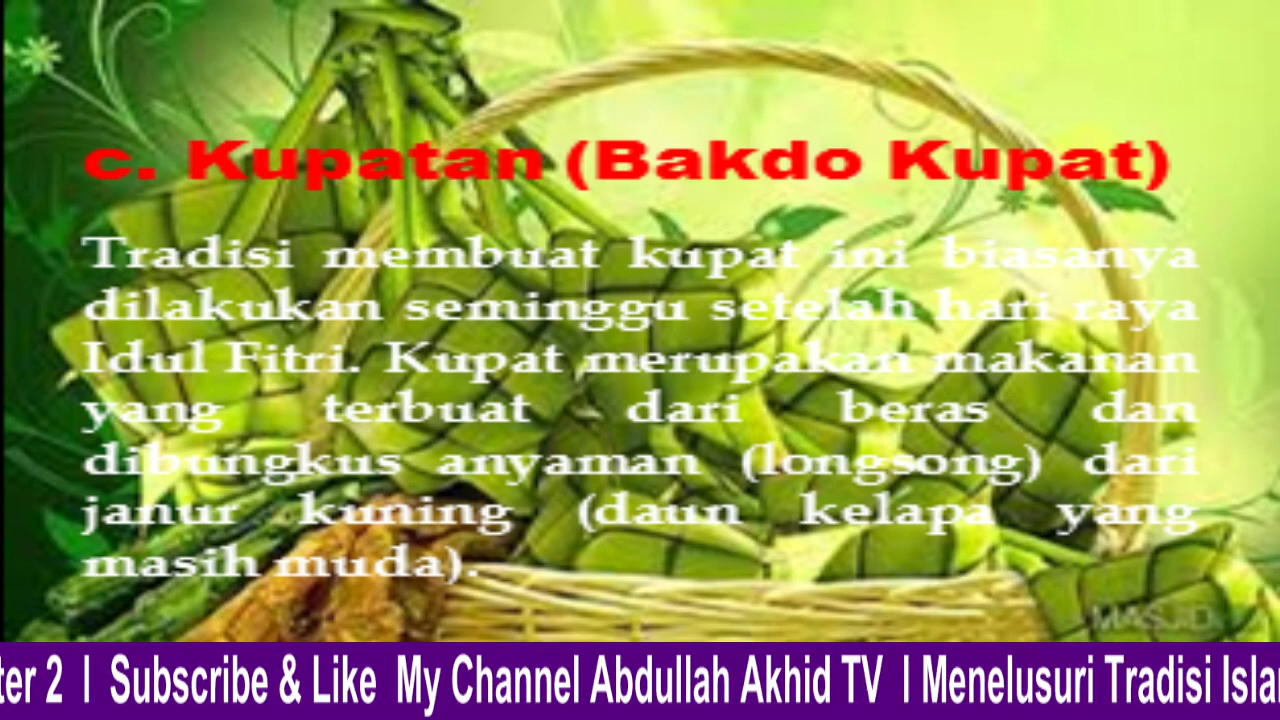 c. Kupatan (Bakdo Kupat)
Tradisi membuat kupat ini biasanya
dilakukan seminggu setelah hari raya
Idul Fitri. Kupat merupakan makanan
yang terbuat dari beras dan
dibungkus anyaman (longsong) dari
janur kuning (daun kelapa yang
masih muda).
MASJID
ter 2 I Subscribe & Like My Channel Abdullah Akhid TV I Menelusuri Tradisi Isla